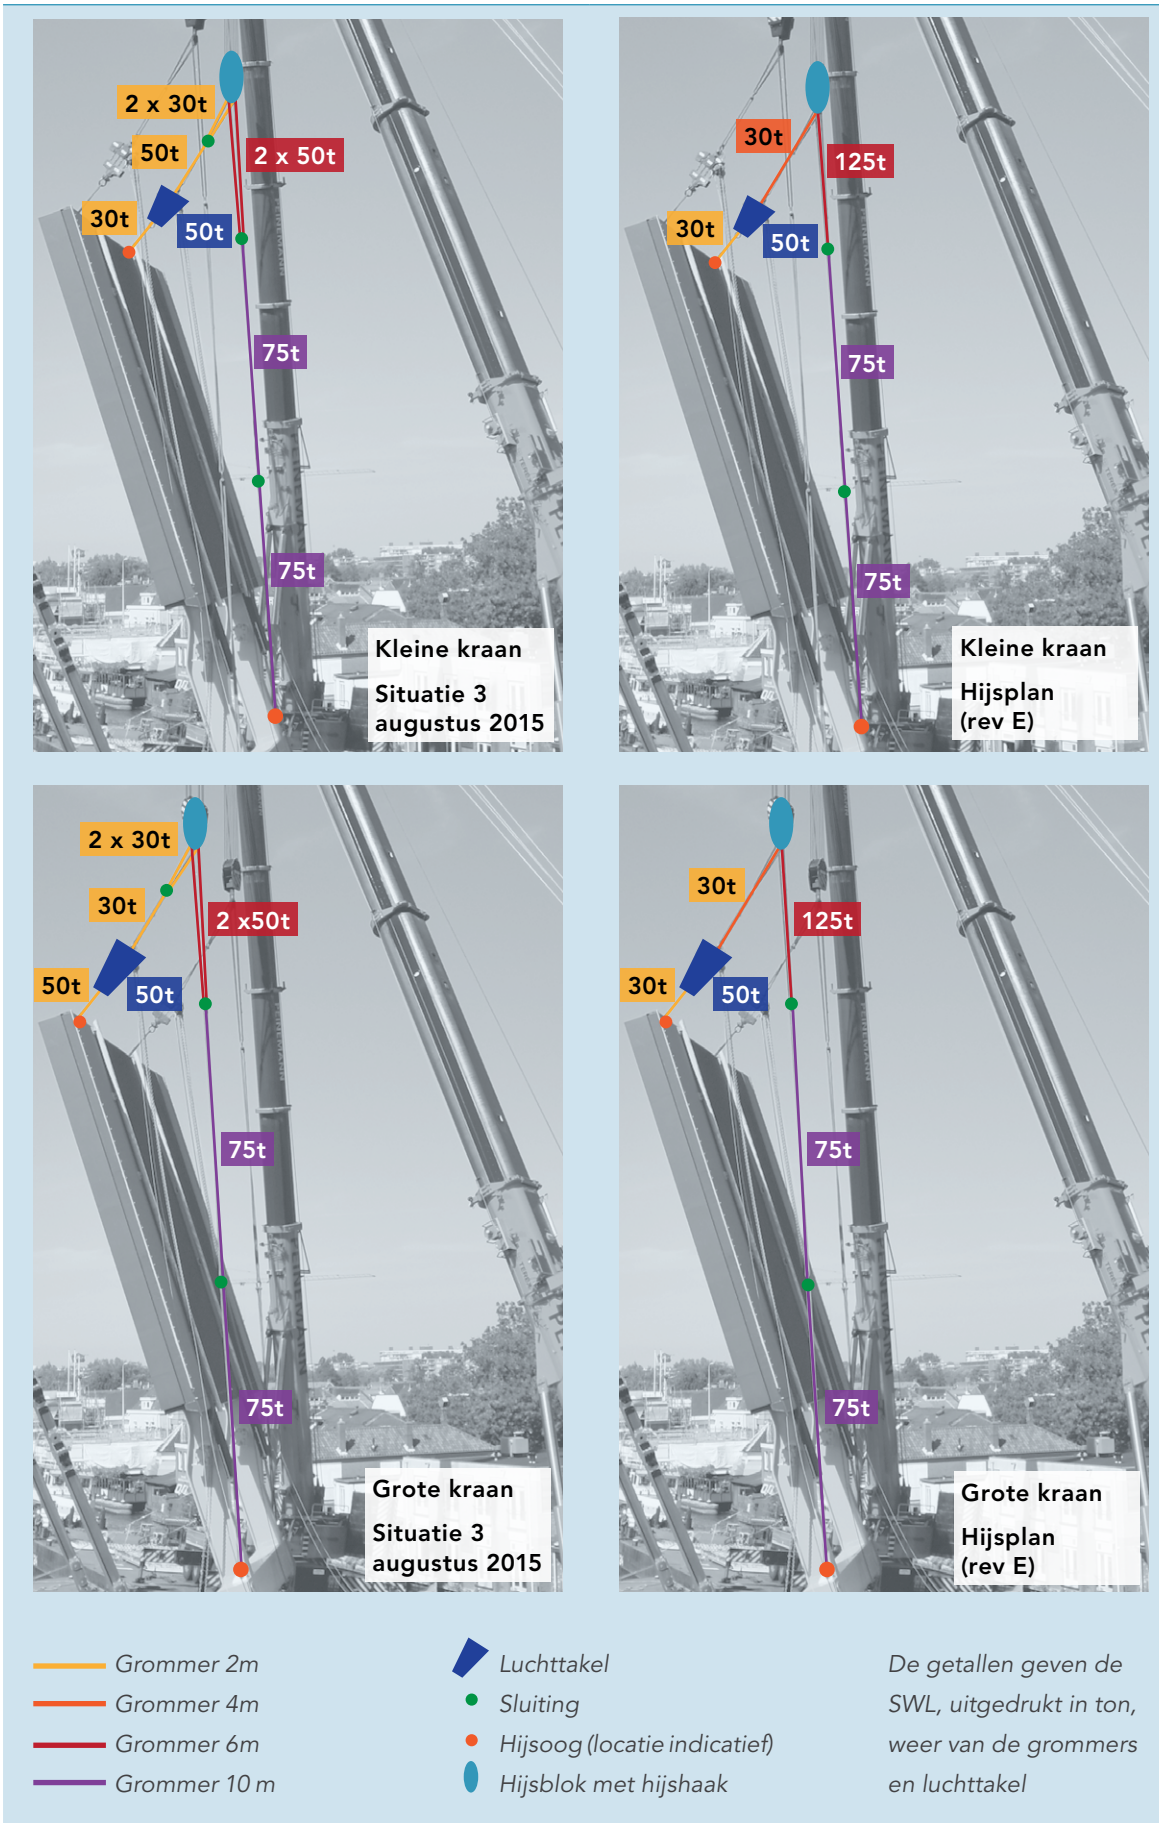 2 x 30t
50t
2 x 50t
30t
50t
75t
75t
Kleine kraan
Situatie 3
augustus 2015
30t
125t
30t
50t
75t
75t
Kleine kraan
Hijsplan
(rev E)
2 x 30t
30t
2 x50t
50t
50t
75t
75t
Grote kraan
Situatie 3
augustus 2015
30t
125t
30t
50t
75t
75t
Grote kraan
Hijsplan
(rev E)
Grommer 2m
Grommer 4m
Grommer 6m
Grommer 10 m
Luchttakel
Sluiting
Hijsoog (locatie indicatief)
Hijsblok met hijshaak
De getallen geven de
SWL, uitgedrukt in ton,
weer van de grommers
en luchttakel